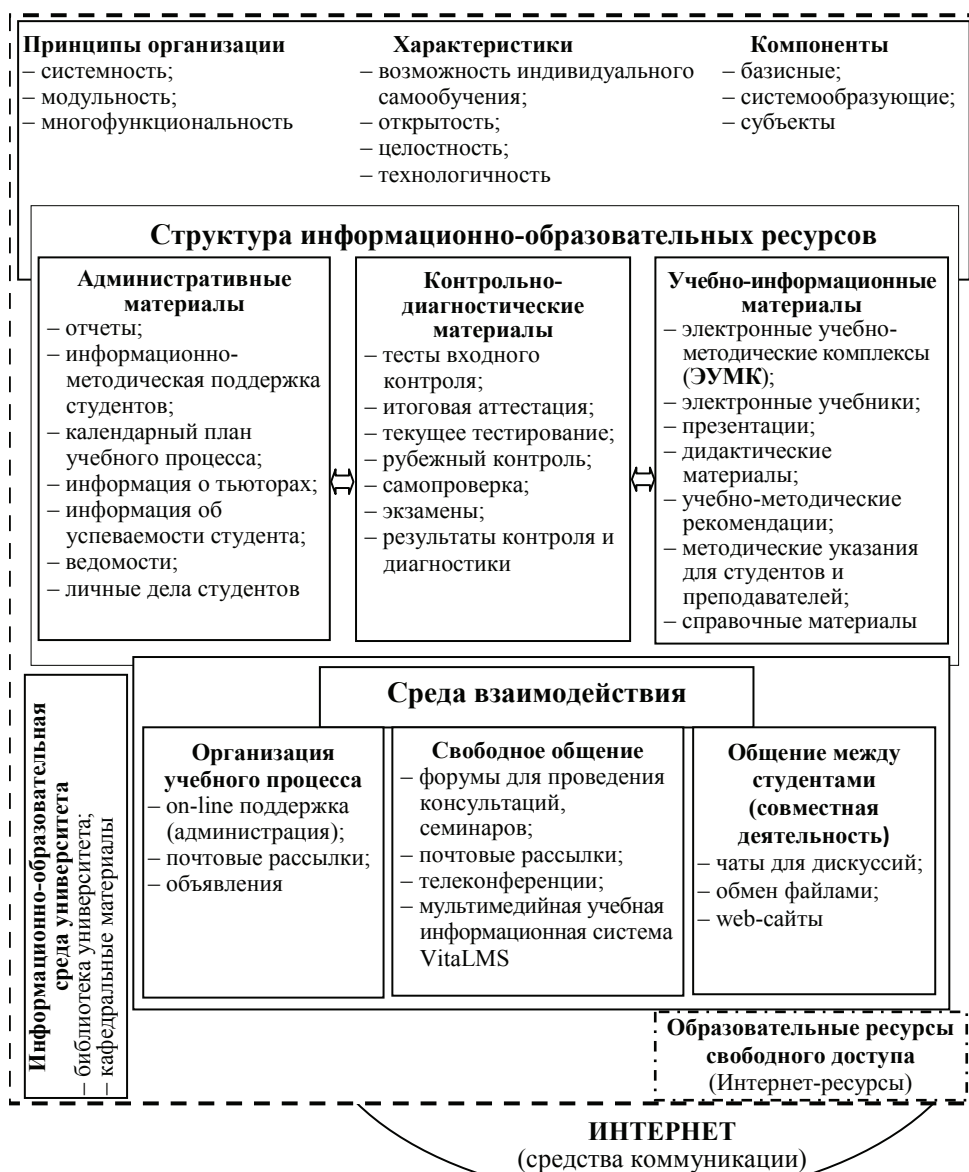 Принципы организации
– системность;
– модульность;
– многофункциональность
Характеристики
– возможность индивидуального
самообучения;
– открытость;
– целостность;
– технологичность
Компоненты
– базисные;
– системообразующие;
– субъекты
Структура информационно-образовательных ресурсов
Административные
материалы
– отчеты;
– информационно-
методическая поддержка
студентов;
– календарный план
учебного процесса;
– информация о тьюторах;
– информация об
успеваемости студента;
– ведомости;
– личные дела студентов
Контрольно-
диагностические
материалы
– тесты входного
контроля;
– итоговая аттестация;
– текущее тестирование;
– рубежный контроль;
– самопроверка;
– экзамены;
– результаты контроля и
диагностики
Учебно-информационные
материалы
– электронные учебно-
методические комплексы
(ЭУМК);
– электронные учебники;
– презентации;
– дидактические
материалы;
– учебно-методические
рекомендации;
– методические указания
для студентов и
преподавателей;
– справочные материалы
Информационно-образовательная
среда университета
– библиотека университета;
– кафедральные материалы
Среда взаимодействия
Организация
учебного процесса
– on-line поддержка
(администрация);
– почтовые рассылки;
– объявления
Свободное общение
– форумы для проведения
консультаций,
семинаров;
– почтовые рассылки;
– телеконференции;
– мультимедийная учебная
информационная система
VitaLMS
Общение между
студентами
(совместная
деятельность)
– чаты для дискуссий;
– обмен файлами;
– web-сайты
Образовательные ресурсы
свободного доступа
(Интернет-ресурсы)
ИНТЕРНЕТ
(средства коммуникации)